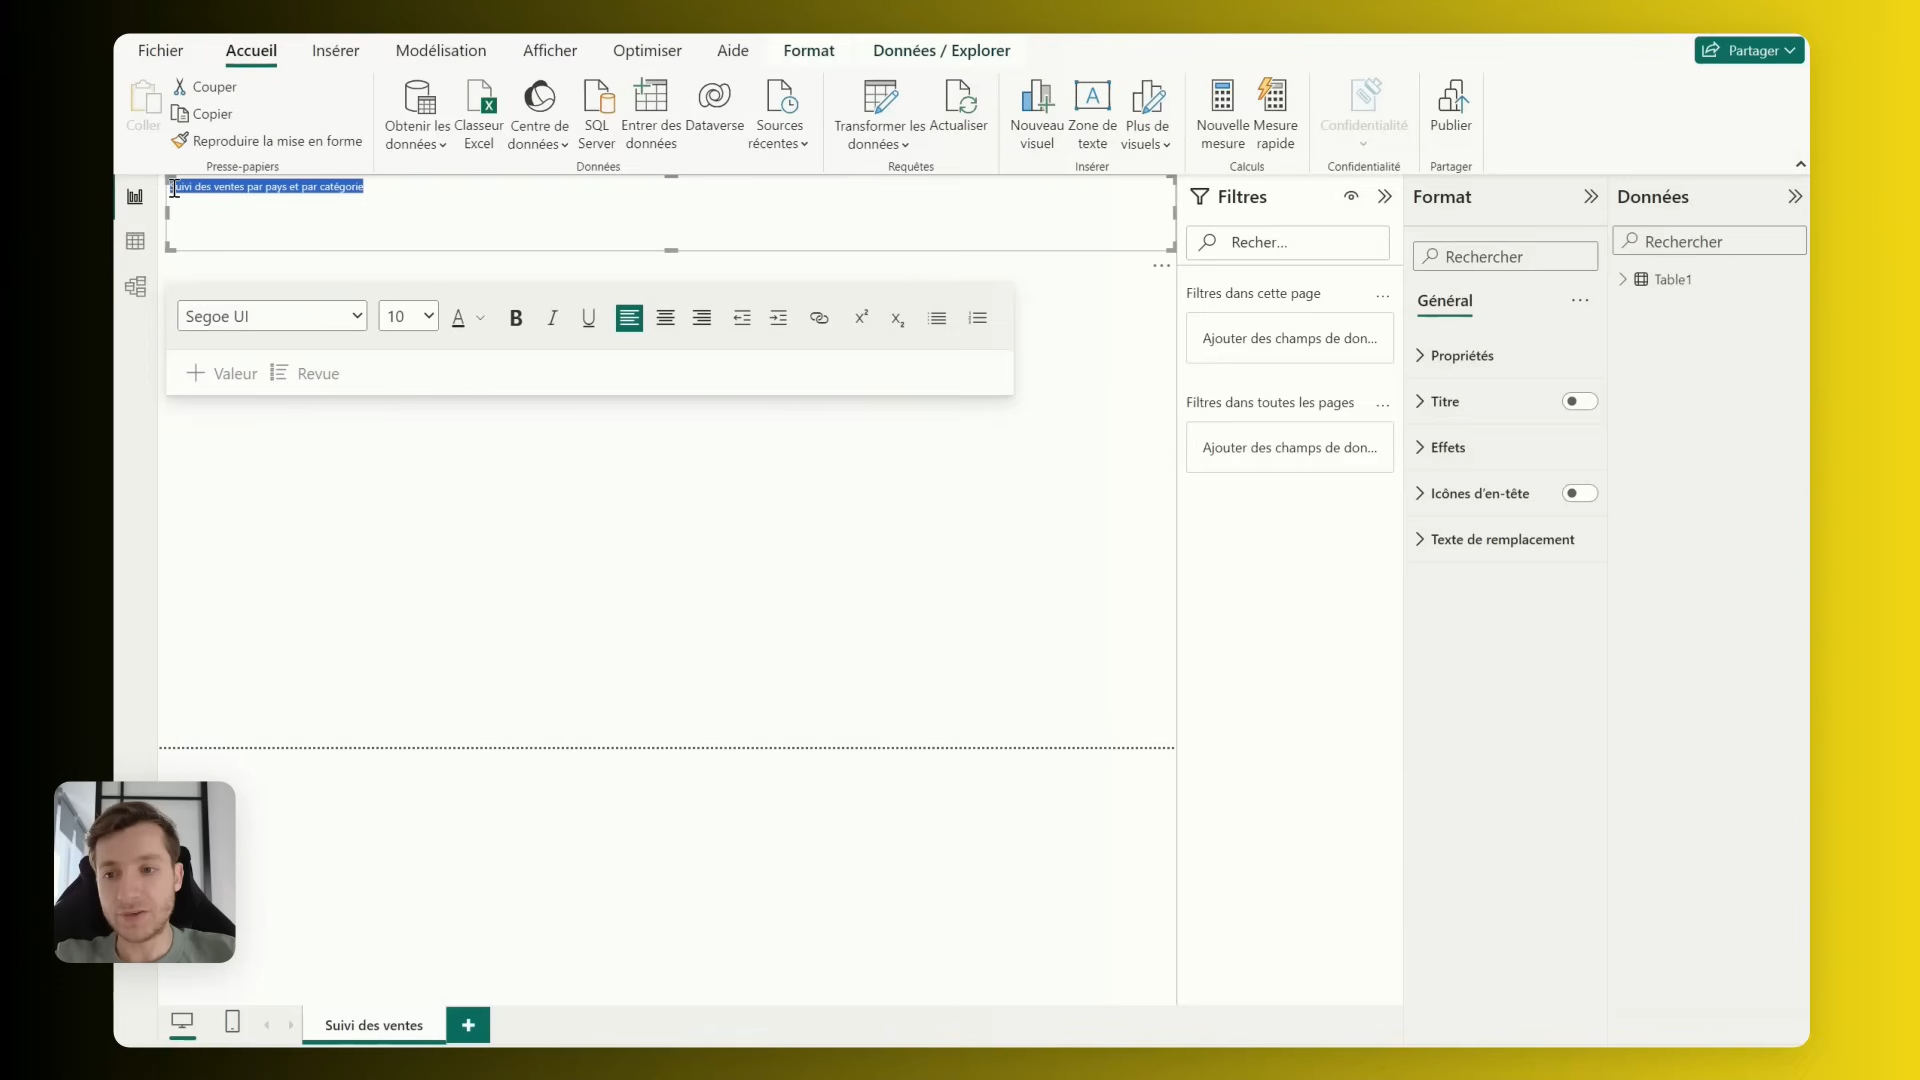 Fichier Accueil Insérer Modélisation Afficher Optimiser Aide Format Données / Explorer Partager
Coller
Couper
Copier
Reproduire la mise en forme
Presse-papiers
Obtenir les données
Classeur Excel
Centre de données
SQL Server
Entrer des données
Dataverse
Sources récentes
Données
Transformer les données
Actualiser
Requêtes
Nouveau visuel
Zone de texte
Plus de visuels
Insérer
Nouvelle mesure
Mesure rapide
Calculs
Confidentialité
Confidentialité
Publier
Partager
Suivi des ventes par pays et par catégorie
Segoe UI 10 A B I U x² x₂
Valeur Revue
Filtres
Recher...
Filtres dans cette page ...
Ajouter des champs de don...
Filtres dans toutes les pages ...
Ajouter des champs de don...
Format
Rechercher
Général ...
Propriétés
Titre
Effets
Icônes d'en-tête
Texte de remplacement
Données
Rechercher
Table1
Suivi des ventes